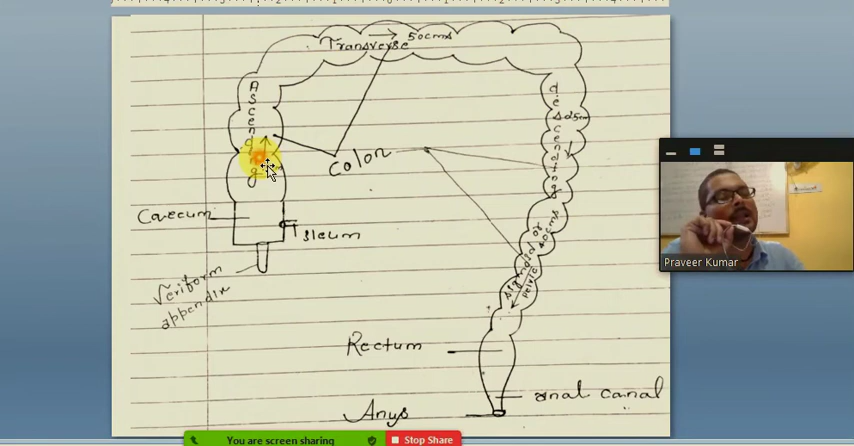 Transverse → 50cms
Ascending
descending
25cm
Colon
Caecum
Ileum
Veriform
appendix
sigmoid or
pelvic
40cms
Rectum
anal canal
Anus
Praveer Kumar
You are screen sharing
Stop Share